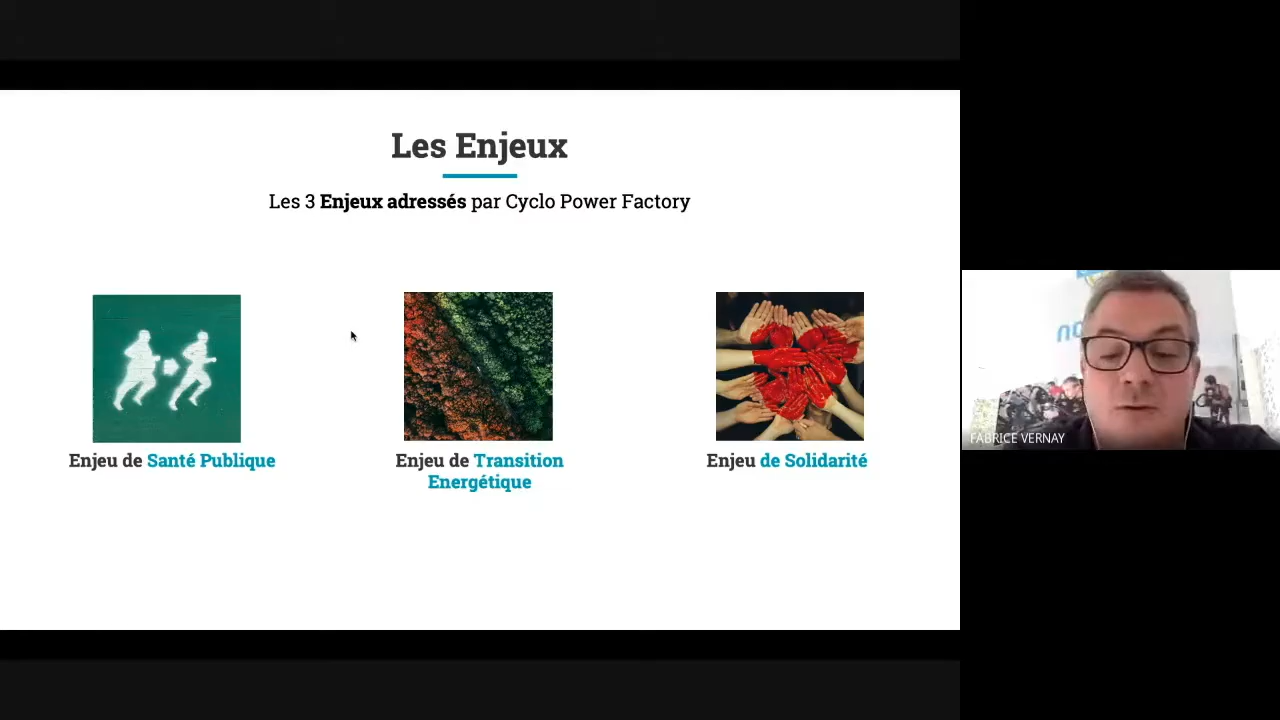 Les Enjeux
Les 3 Enjeux adressés par Cyclo Power Factory
Enjeu de Santé Publique
Enjeu de Transition
Energétique
Enjeu de Solidarité
FABRICE VERNAY